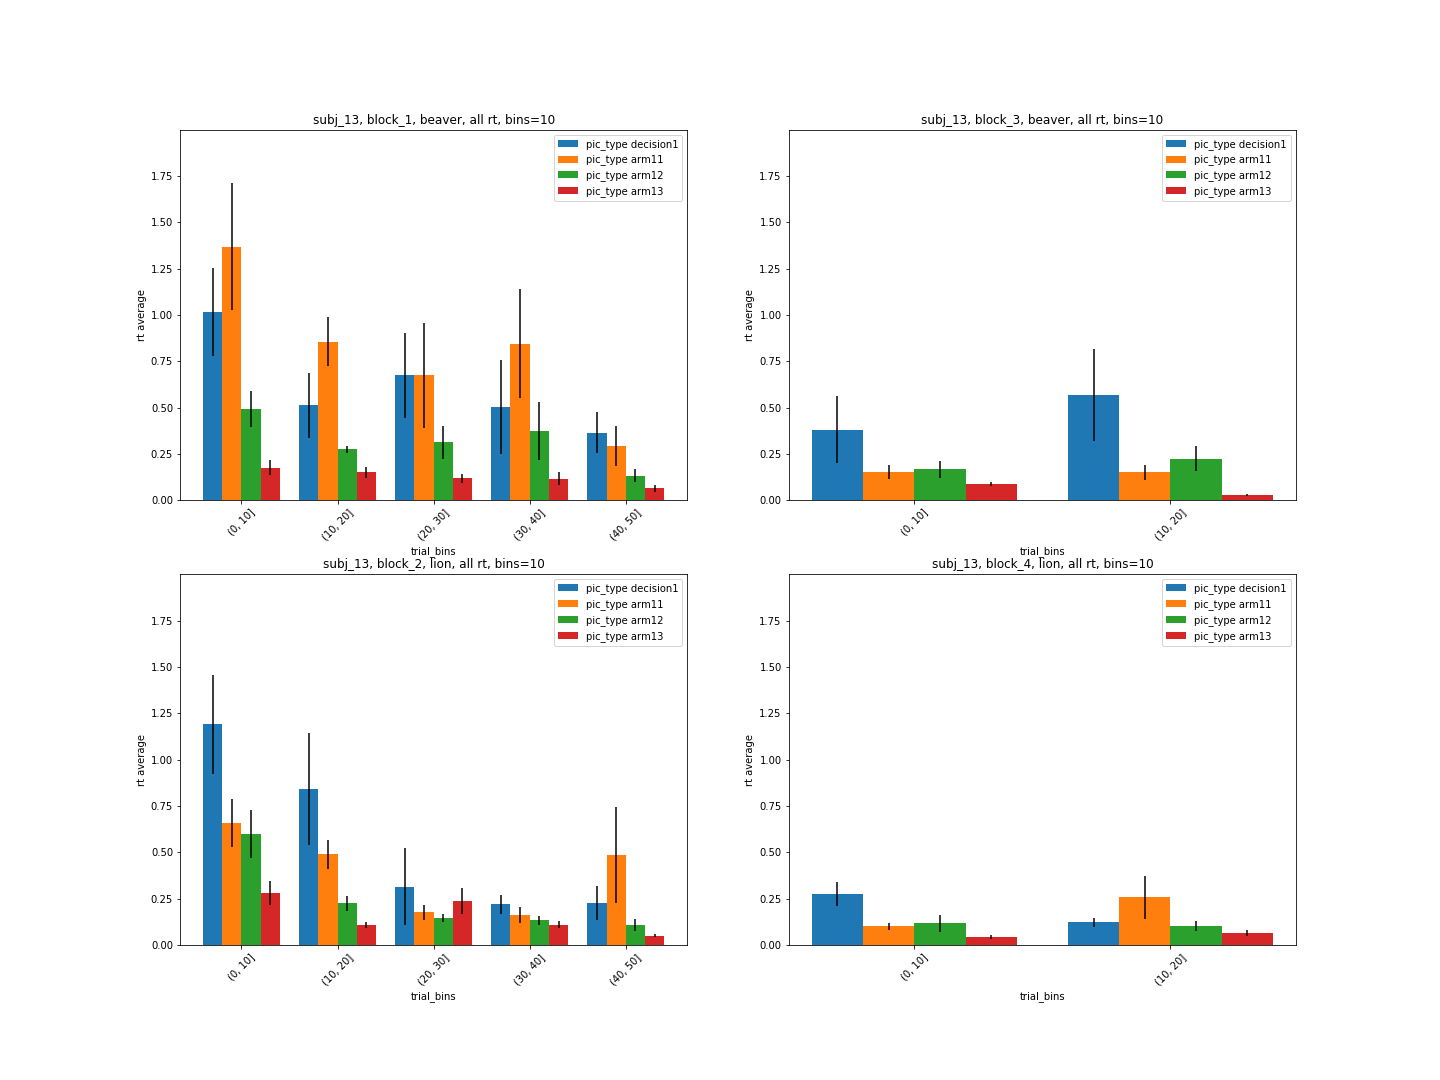 subj_13, block_1, beaver, all rt, bins=10
pic_type decision1
pic_type arm11
pic_type arm12
pic_type arm13
1.75
1.50
1.25
1.00
0.75
0.50
0.25
0.00
rt average
(0, 10]
(10, 20]
(20, 30]
(30, 40]
(40, 50]
trial_bins
subj_13, block_3, beaver, all rt, bins=10
pic_type decision1
pic_type arm11
pic_type arm12
pic_type arm13
1.75
1.50
1.25
1.00
0.75
0.50
0.25
0.00
rt average
(0, 10]
(10, 20]
trial_bins
subj_13, block_2, lion, all rt, bins=10
pic_type decision1
pic_type arm11
pic_type arm12
pic_type arm13
1.75
1.50
1.25
1.00
0.75
0.50
0.25
0.00
rt average
(0, 10]
(10, 20]
(20, 30]
(30, 40]
(40, 50]
trial_bins
subj_13, block_4, lion, all rt, bins=10
pic_type decision1
pic_type arm11
pic_type arm12
pic_type arm13
1.75
1.50
1.25
1.00
0.75
0.50
0.25
0.00
rt average
(0, 10]
(10, 20]
trial_bins